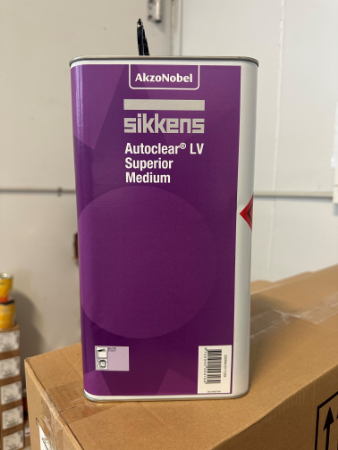 AkzoNobel
sikkens
Autoclear® LV
Superior
Medium